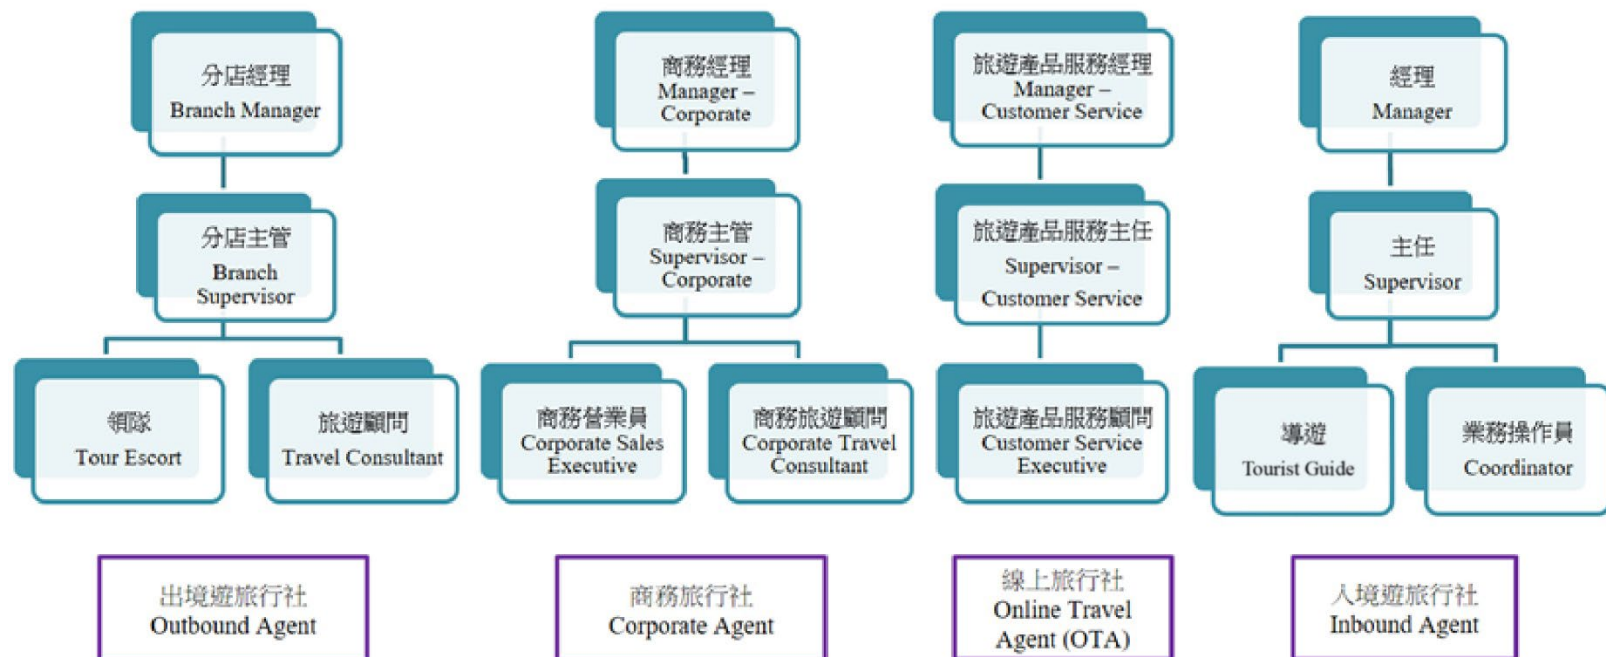 分店經理
Branch Manager
商務經理
Manager –
Corporate
旅遊產品服務經理
Manager –
Customer Service
經理
Manager
分店主管
Branch
Supervisor
商務主管
Supervisor –
Corporate
旅遊產品服務主任
Supervisor –
Customer Service
主任
Supervisor
領隊
Tour Escort
旅遊顧問
Travel Consultant
商務營業員
Corporate Sales
Executive
商務旅遊顧問
Corporate Travel
Consultant
旅遊產品服務顧問
Customer Service
Executive
導遊
Tourist Guide
業務操作員
Coordinator
出境遊旅行社
Outbound Agent
商務旅行社
Corporate Agent
線上旅行社
Online Travel
Agent (OTA)
入境遊旅行社
Inbound Agent